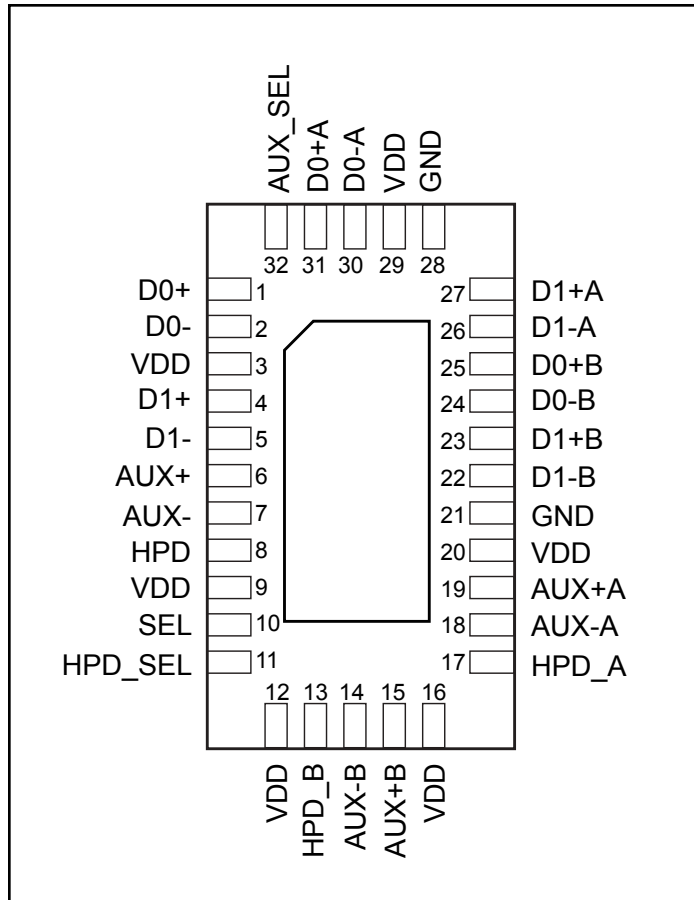 AUX_SEL
D0+A
D0-A
VDD
GND
32 31 30 29 28
D0+ 1
D0- 2
VDD 3
D1+ 4
D1- 5
AUX+ 6
AUX- 7
HPD 8
VDD 9
SEL 10
HPD_SEL 11
27 D1+A
26 D1-A
25 D0+B
24 D0-B
23 D1+B
22 D1-B
21 GND
20 VDD
19 AUX+A
18 AUX-A
17 HPD_A
12 13 14 15 16
VDD
HPD_B
AUX-B
AUX+B
VDD